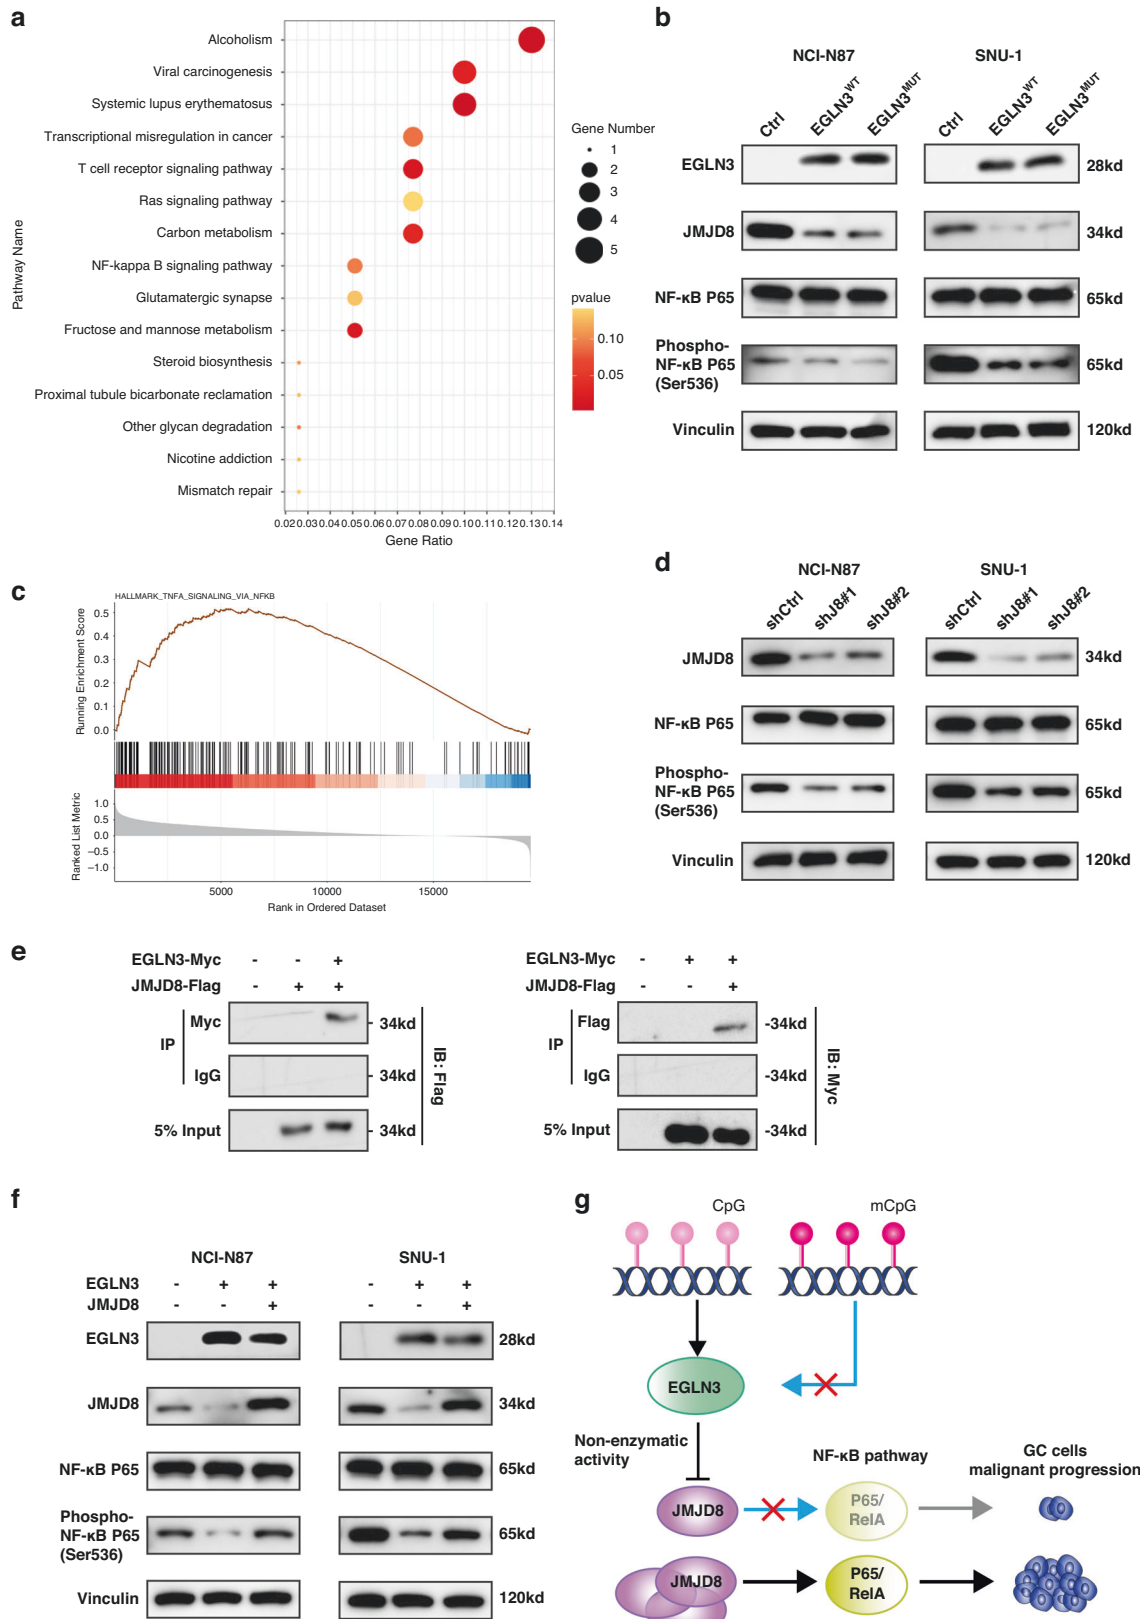 a
Alcoholism
Viral carcinogenesis
Systemic lupus erythematosus
Transcriptional misregulation in cancer
T cell receptor signaling pathway
Ras signaling pathway
Carbon metabolism
NF-kappa B signaling pathway
Glutamatergic synapse
Fructose and mannose metabolism
Steroid biosynthesis
Proximal tubule bicarbonate reclamation
Other glycan degradation
Nicotine addiction
Mismatch repair
Pathway Name
0.02 0.03 0.04 0.05 0.06 0.07 0.08 0.09 0.10 0.11 0.12 0.13 0.14
Gene Ratio
Gene Number
1
2
3
4
5
pvalue
0.10
0.05
b
NCI-N87 SNU-1
Ctrl EGLN3WT EGLN3MUT Ctrl EGLN3WT EGLN3MUT
EGLN3 28kd
JMJD8 34kd
NF-κB P65 65kd
Phospho-
NF-κB P65 65kd
(Ser536)
Vinculin 120kd
c
HALLMARK_TNFA_SIGNALING_VIA_NFKB
Running Enrichment Score
0.5
0.4
0.3
0.2
0.1
0.0
Ranked List Metric
1.0
0.5
0.0
−0.5
−1.0
5000 10000 15000
Rank in Ordered Dataset
d
NCI-N87 SNU-1
shCtrl shJ8#1 shJ8#2 shCtrl shJ8#1 shJ8#2
JMJD8 34kd
NF-κB P65 65kd
Phospho-
NF-κB P65 65kd
(Ser536)
Vinculin 120kd
e
EGLN3-Myc - - +
JMJD8-Flag - + +
IP
Myc - 34kd
IgG - 34kd
5% Input - 34kd
IB: Flag
EGLN3-Myc - + +
JMJD8-Flag - - +
IP
Flag -34kd
IgG -34kd
5% Input -34kd
IB: Myc
f
NCI-N87 SNU-1
EGLN3 - + + - + +
JMJD8 - - + - - +
EGLN3 28kd
JMJD8 34kd
NF-κB P65 65kd
Phospho-
NF-κB P65 65kd
(Ser536)
Vinculin 120kd
g
CpG mCpG
EGLN3
Non-enzymatic
activity
NF-κB pathway
GC cells
malignant progression
JMJD8
P65/
RelA
JMJD8
P65/
RelA